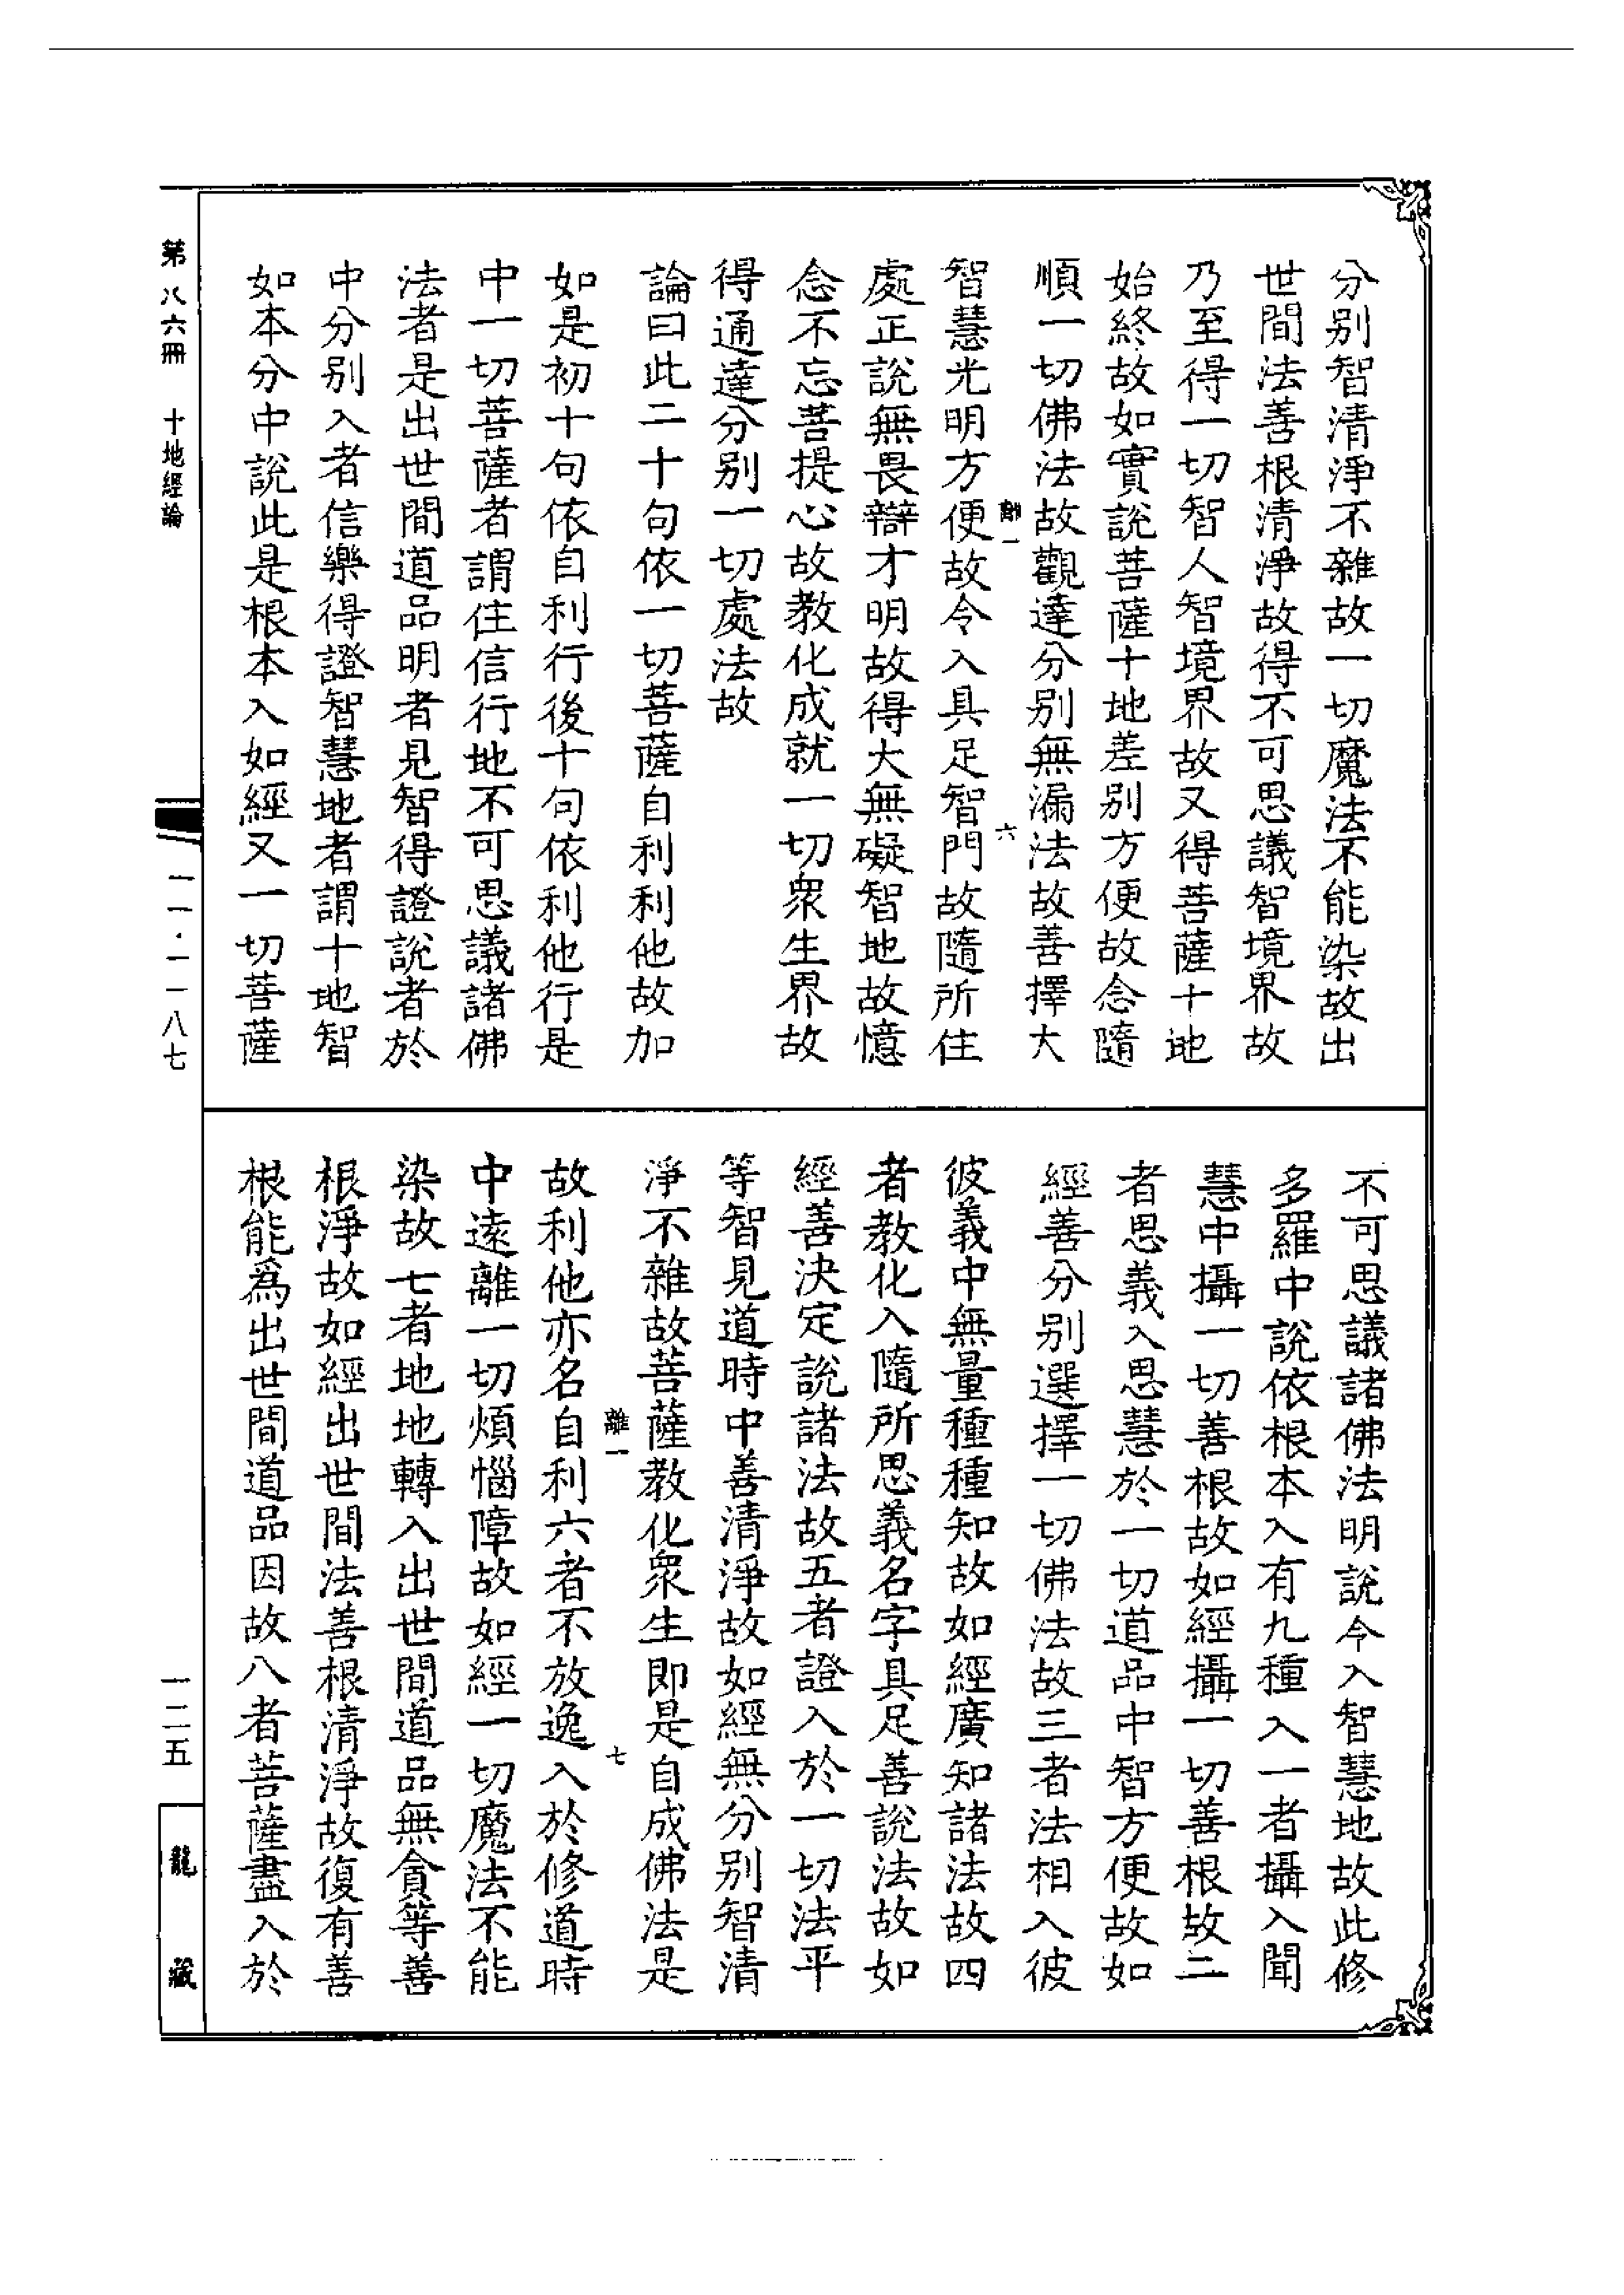 分别智清淨不雜故一切魔法不能染故出
世間法善根清淨故得不可思議智境界故
乃至得一切智人智境界故又得菩薩十地
始終故如實説菩薩十地差别方便故念隨
順一切佛法故觀達分别無漏法故善擇大
離一
六
智慧光明方便故令入具足智門故隨所住
處正說無畏辯才明故得大無礙智地故憶
念不忘菩提心故教化成就一切衆生界故
得通達分别一切處法故
論曰此二十句依一切菩薩自利利他故加
如是初十句依自利行後十句依利他行是
中一切菩薩者謂住信行地不可思議諸佛
法者是出世間道品明者見智得證說者於
中分别入者信樂得證智慧地者謂十地智
如本分中說此是根本入如經又一切菩薩
不可思議諸佛法明說令入智慧地故此修
多羅中說依根本入有九種入一者攝入聞
慧中攝一切善根故如經攝一切善根故二
者思義入思慧於一切道品中智方便故如
經善分别選擇一切佛法故三者法相入彼
彼義中無量種種知故如經廣知諸法故四
者教化入隨所思義名字具足善說法故如
經善決定說諸法故五者證入於一切法平
等智見道時中善清淨故如經無分别智清
淨不雜故菩薩教化衆生即是自成佛法是
離一
七
故利他亦名自利六者不放逸入於修道時
中遠離一切煩惱障故如經一切魔法不能
染故七者地地轉入出世間道品無貪等善
根淨故如經出世間法善根清淨故復有善
根能爲出世間道品因故八者菩薩盡入於
第八六冊 十地經論
一一·一一八七
一二五
龍藏